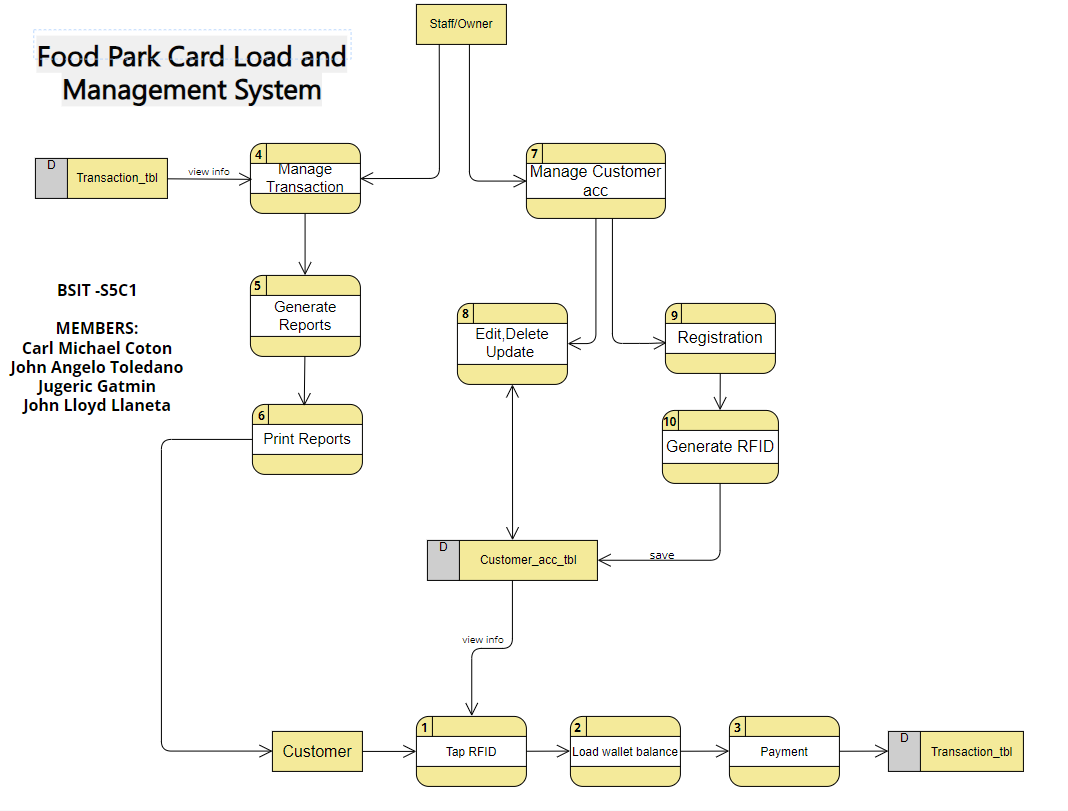 Staff/Owner
Food Park Card Load and
Management System
D
Transaction_tbl
view info
4
Manage
Transaction
7
Manage Customer
acc
BSIT -S5C1
MEMBERS:
Carl Michael Coton
John Angelo Toledano
Jugeric Gatmin
John Lloyd Llaneta
5
Generate
Reports
8
Edit,Delete
Update
9
Registration
6
Print Reports
10
Generate RFID
D
Customer_acc_tbl
save
view info
Customer
1
Tap RFID
2
Load wallet balance
3
Payment
D
Transaction_tbl